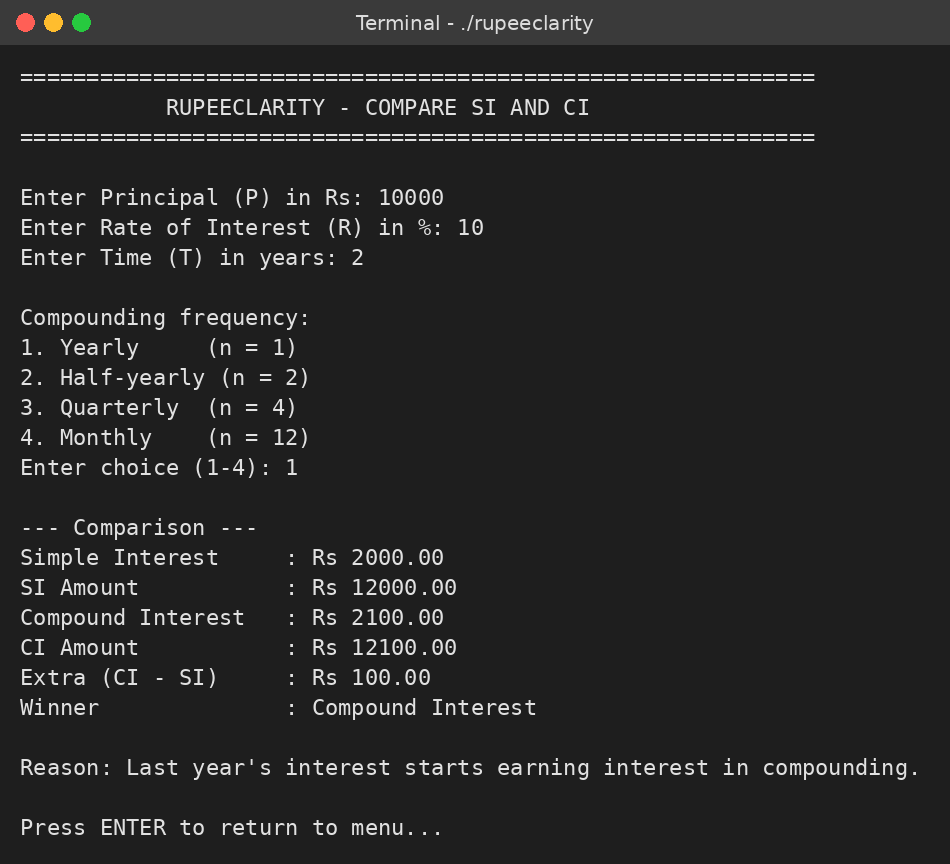 Terminal - ./rupeeclarity
============================================================
           RUPEECLARITY - COMPARE SI AND CI
============================================================
Enter Principal (P) in Rs: 10000
Enter Rate of Interest (R) in %: 10
Enter Time (T) in years: 2
Compounding frequency:
1. Yearly     (n = 1)
2. Half-yearly (n = 2)
3. Quarterly  (n = 4)
4. Monthly    (n = 12)
Enter choice (1-4): 1
--- Comparison ---
Simple Interest     : Rs 2000.00
SI Amount           : Rs 12000.00
Compound Interest   : Rs 2100.00
CI Amount           : Rs 12100.00
Extra (CI - SI)     : Rs 100.00
Winner              : Compound Interest
Reason: Last year's interest starts earning interest in compounding.
Press ENTER to return to menu...